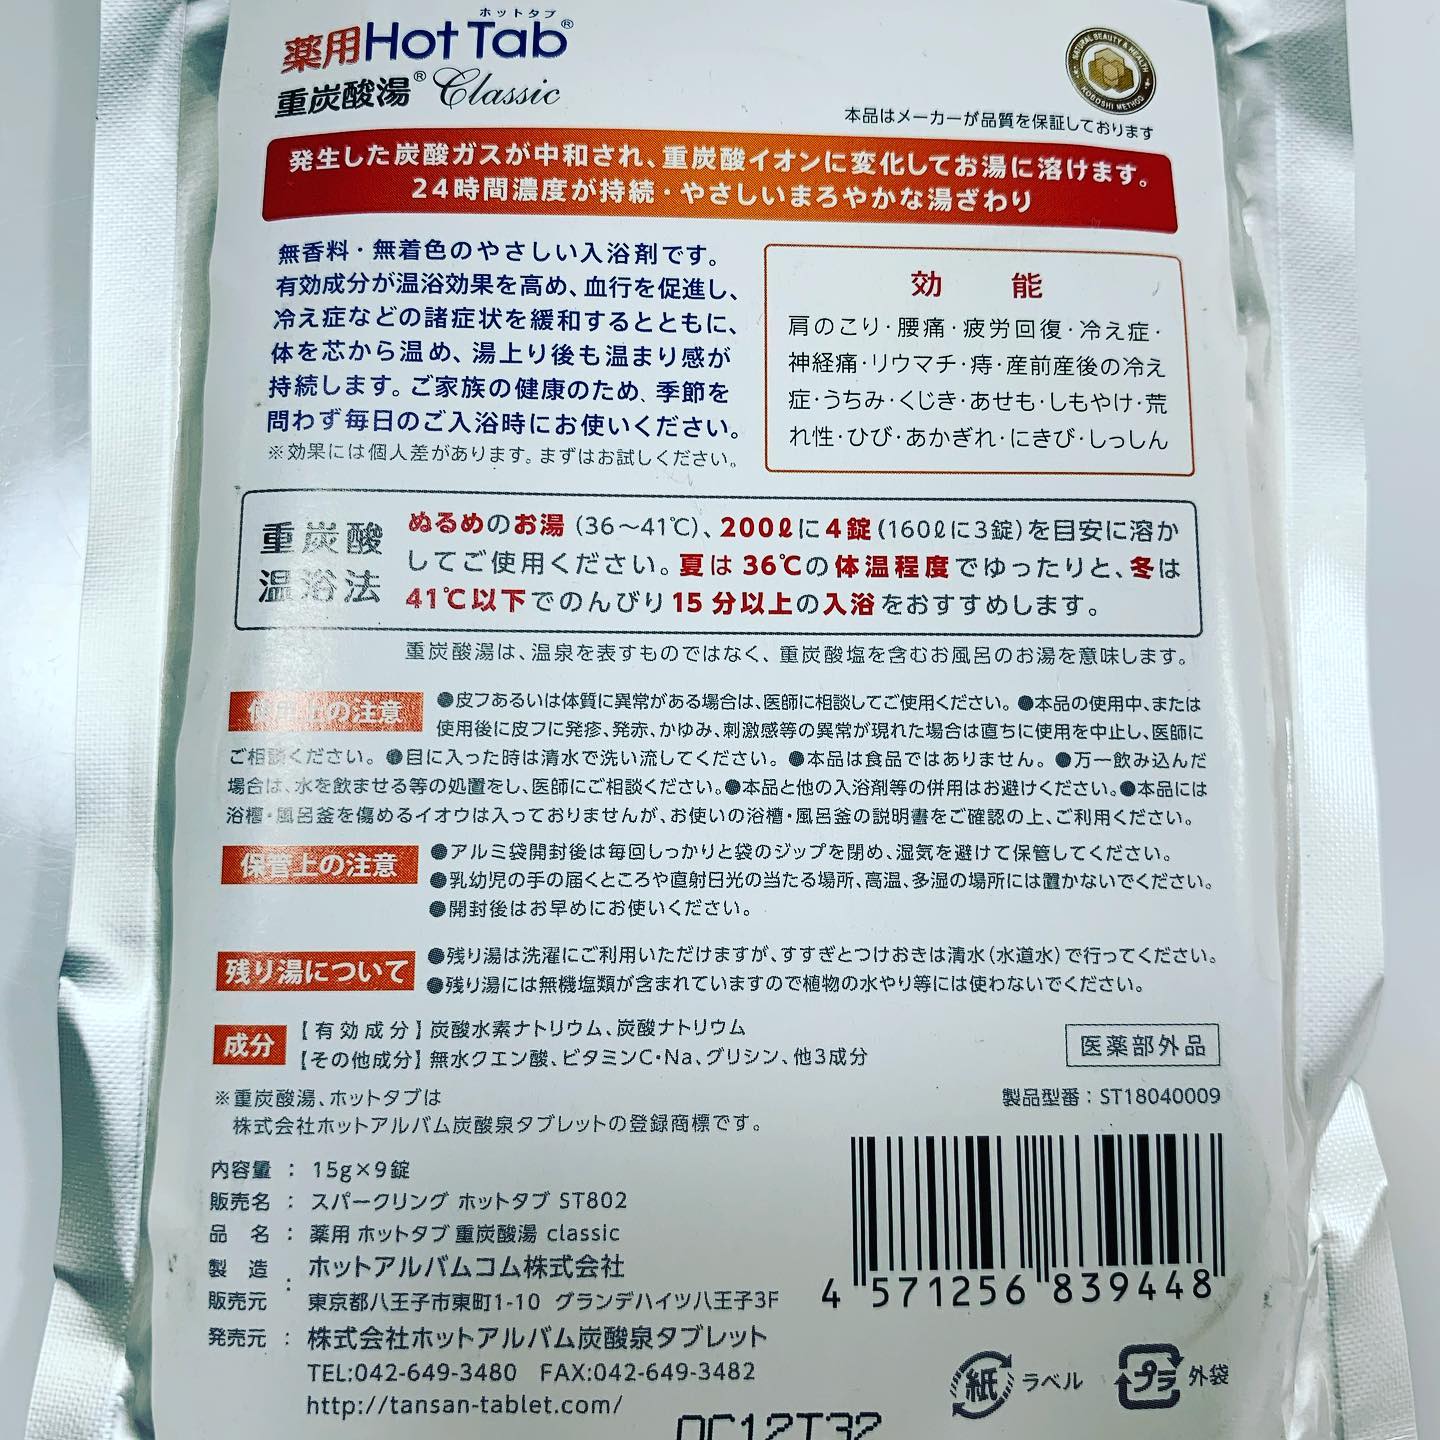 ホットタブ
薬用Hot Tab®
重炭酸湯® Classic
NATURAL BEAUTY & HEALTH
KOBOSHI METHOD
本品はメーカーが品質を保証しております
発生した炭酸ガスが中和され、重炭酸イオンに変化してお湯に溶けます。
24時間濃度が持続・やさしいまろやかな湯ざわり
無香料・無着色のやさしい入浴剤です。
有効成分が温浴効果を高め、血行を促進し、
冷え症などの諸症状を緩和するとともに、
体を芯から温め、湯上り後も温まり感が
持続します。ご家族の健康のため、季節を
問わず毎日のご入浴時にお使いください。
※効果には個人差があります。まずはお試しください。
効 能
肩のこり・腰痛・疲労回復・冷え症・
神経痛・リウマチ・痔・産前産後の冷え
症・うちみ・くじき・あせも・しもやけ・荒
れ性・ひび・あかぎれ・にきび・しっしん
重炭酸
温浴法
ぬるめのお湯(36〜41℃)、200ℓに4錠(160ℓに3錠)を目安に溶か
してご使用ください。夏は36℃の体温程度でゆったりと、冬は
41℃以下でのんびり15分以上の入浴をおすすめします。
重炭酸湯は、温泉を表すものではなく、重炭酸塩を含むお風呂のお湯を意味します。
使用上の注意
●皮フあるいは体質に異常がある場合は、医師に相談してご使用ください。●本品の使用中、または
使用後に皮フに発疹、発赤、かゆみ、刺激感等の異常が現れた場合は直ちに使用を中止し、医師に
ご相談ください。●目に入った時は清水で洗い流してください。●本品は食品ではありません。●万一飲み込んだ
場合は、水を飲ませる等の処置をし、医師にご相談ください。●本品と他の入浴剤等の併用はお避けください。●本品には
浴槽・風呂釜を傷めるイオウは入っておりませんが、お使いの浴槽・風呂釜の説明書をご確認の上、ご利用ください。
保管上の注意
●アルミ袋開封後は毎回しっかりと袋のジップを閉め、湿気を避けて保管してください。
●乳幼児の手の届くところや直射日光の当たる場所、高温、多湿の場所には置かないでください。
●開封後はお早めにお使いください。
残り湯について
●残り湯は洗濯にご利用いただけますが、すすぎとつけおきは清水(水道水)で行ってください。
●残り湯には無機塩類が含まれていますので植物の水やり等には使わないでください。
成分
【有効成分】炭酸水素ナトリウム、炭酸ナトリウム
【その他成分】無水クエン酸、ビタミンC・Na、グリシン、他3成分
医薬部外品
※重炭酸湯、ホットタブは
株式会社ホットアルバム炭酸泉タブレットの登録商標です。
製品型番：ST18040009
内容量 ： 15g×9錠
販売名 ： スパークリング ホットタブ ST802
品 名 ： 薬用 ホットタブ 重炭酸湯 classic
製 造 ： ホットアルバムコム株式会社
販売元 東京都八王子市東町1-10 グランデハイツ八王子3F
発売元 ： 株式会社ホットアルバム炭酸泉タブレット
TEL:042-649-3480 FAX:042-649-3482
http://tansan-tablet.com/
4 571256 839448
紙 ラベル
プラ 外袋